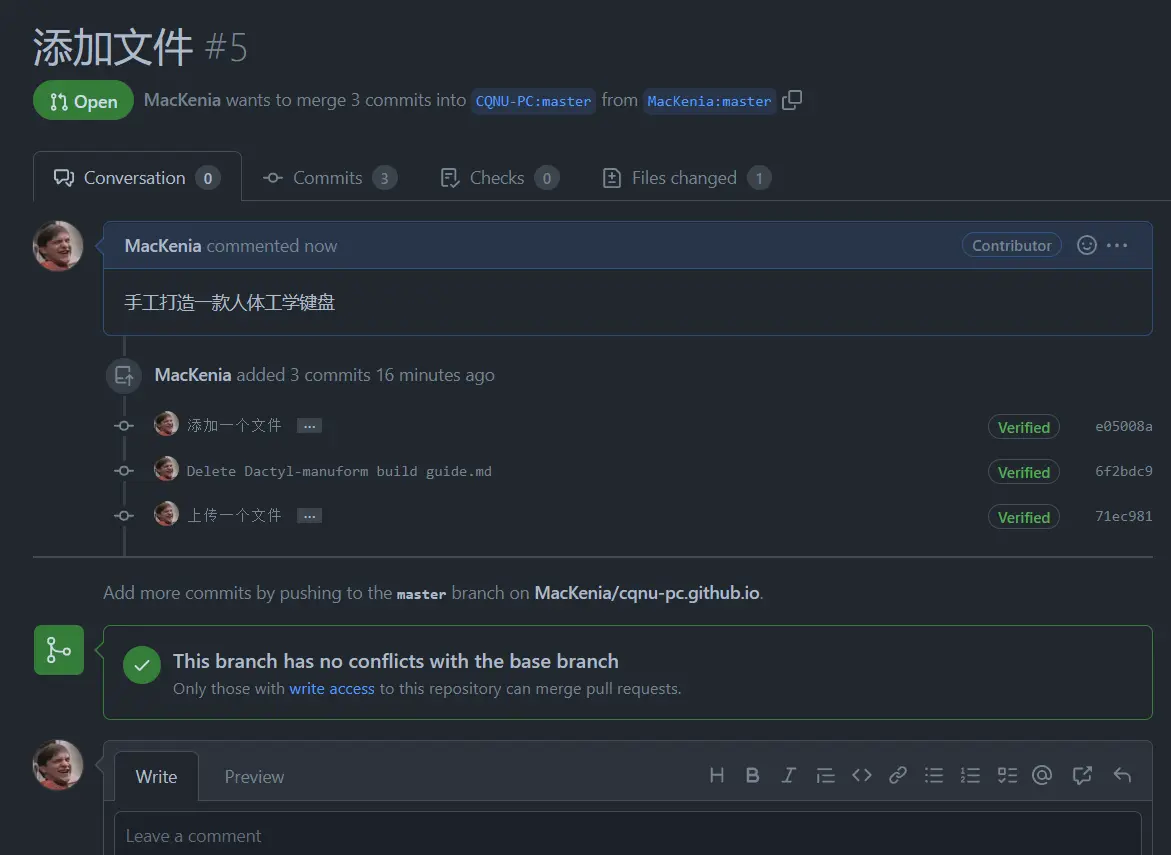 添加文件 #5
Open MacKenia wants to merge 3 commits into CQNU-PC:master from MacKenia:master
Conversation 0 Commits 3 Checks 0 Files changed 1
MacKenia commented now Contributor ...
手工打造一款人体工学键盘
MacKenia added 3 commits 16 minutes ago
添加一个文件 ... Verified e05008a
Delete Dactyl-manuform build guide.md Verified 6f2bdc9
上传一个文件 ... Verified 71ec981
Add more commits by pushing to the master branch on MacKenia/cqnu-pc.github.io.
This branch has no conflicts with the base branch
Only those with write access to this repository can merge pull requests.
Write Preview
Leave a comment